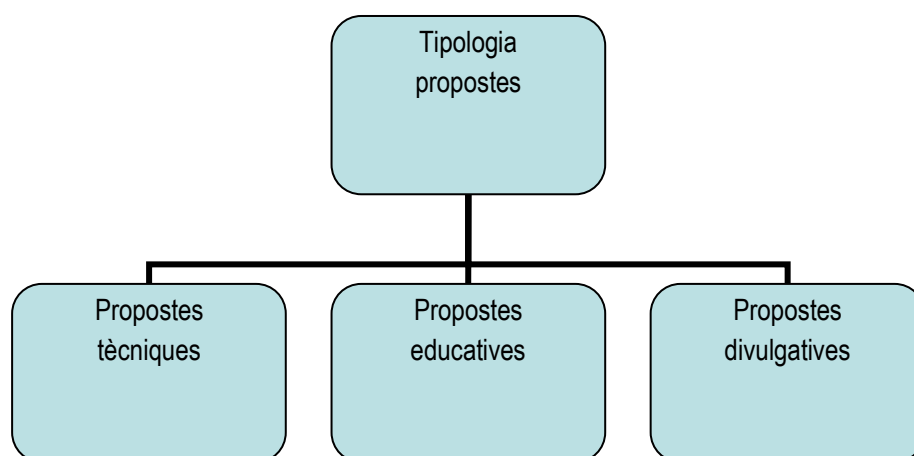 Tipologia
propostes
Propostes
tècniques
Propostes
educatives
Propostes
divulgatives